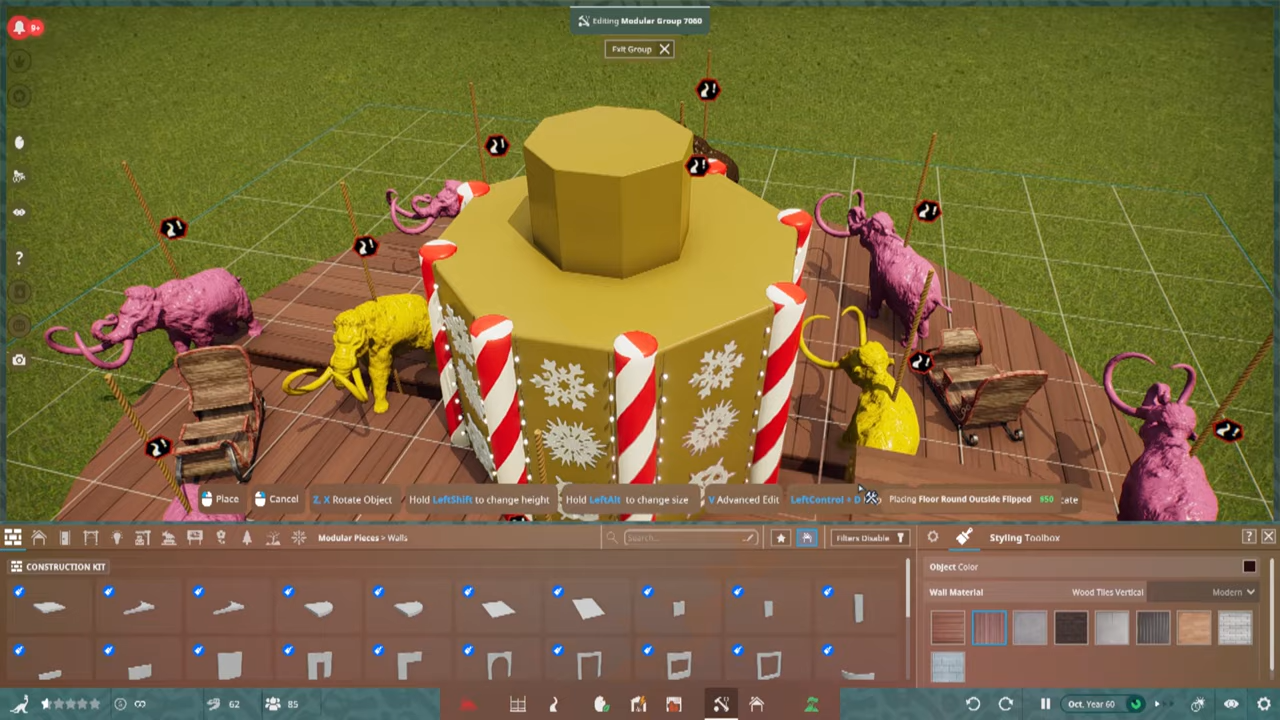 9+
Editing Modular Group 7060
Exit Group
Place
Cancel
Z, X Rotate Object
Hold LeftShift to change height
Hold LeftAlt to change size
V Advanced Edit
LeftControl + D
Placing Floor Round Outside Flipped $50
cate
Modular Pieces > Walls
Search...
Filters Disable
Styling Toolbox
?
CONSTRUCTION KIT
Object Color
Wall Material
Wood Tiles Vertical
Modern
62
85
Oct. Year 60